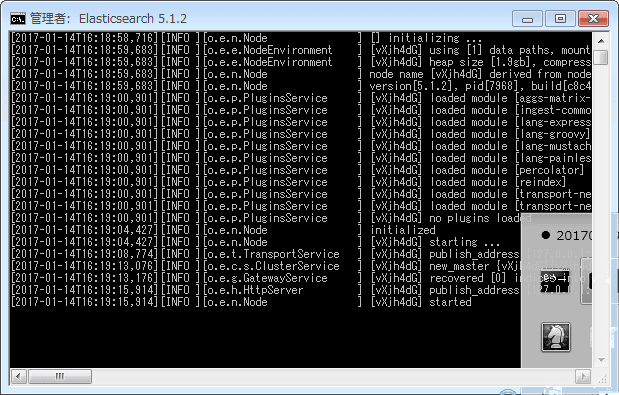 管理者: Elasticsearch 5.1.2
[2017-01-14T16:18:58,716][INFO ][o.e.n.Node               ] [] initializing ...
[2017-01-14T16:18:59,683][INFO ][o.e.e.NodeEnvironment    ] [vXjh4dG] using [1] data paths, mount
[2017-01-14T16:18:59,683][INFO ][o.e.e.NodeEnvironment    ] [vXjh4dG] heap size [1.9gb], compress
[2017-01-14T16:18:59,683][INFO ][o.e.n.Node               ] node name [vXjh4dG] derived from node
[2017-01-14T16:18:59,683][INFO ][o.e.n.Node               ] version[5.1.2], pid[7968], build[c8c4
[2017-01-14T16:19:00,901][INFO ][o.e.p.PluginsService     ] [vXjh4dG] loaded module [aggs-matrix-
[2017-01-14T16:19:00,901][INFO ][o.e.p.PluginsService     ] [vXjh4dG] loaded module [ingest-commo
[2017-01-14T16:19:00,901][INFO ][o.e.p.PluginsService     ] [vXjh4dG] loaded module [lang-express
[2017-01-14T16:19:00,901][INFO ][o.e.p.PluginsService     ] [vXjh4dG] loaded module [lang-groovy]
[2017-01-14T16:19:00,901][INFO ][o.e.p.PluginsService     ] [vXjh4dG] loaded module [lang-mustach
[2017-01-14T16:19:00,901][INFO ][o.e.p.PluginsService     ] [vXjh4dG] loaded module [lang-painles
[2017-01-14T16:19:00,901][INFO ][o.e.p.PluginsService     ] [vXjh4dG] loaded module [percolator]
[2017-01-14T16:19:00,901][INFO ][o.e.p.PluginsService     ] [vXjh4dG] loaded module [reindex]
[2017-01-14T16:19:00,901][INFO ][o.e.p.PluginsService     ] [vXjh4dG] loaded module [transport-ne
[2017-01-14T16:19:00,901][INFO ][o.e.p.PluginsService     ] [vXjh4dG] loaded module [transport-ne
[2017-01-14T16:19:00,901][INFO ][o.e.p.PluginsService     ] [vXjh4dG] no plugins loaded
[2017-01-14T16:19:04,427][INFO ][o.e.n.Node               ] initialized
[2017-01-14T16:19:04,427][INFO ][o.e.n.Node               ] [vXjh4dG] starting ...
[2017-01-14T16:19:08,774][INFO ][o.e.t.TransportService   ] [vXjh4dG] publish_address
[2017-01-14T16:19:13,076][INFO ][o.e.c.s.ClusterService   ] [vXjh4dG] new_master {vXjh4dG
[2017-01-14T16:19:13,176][INFO ][o.e.g.GatewayService     ] [vXjh4dG] recovered [0]
[2017-01-14T16:19:15,914][INFO ][o.e.h.HttpServer         ] [vXjh4dG] publish_address
[2017-01-14T16:19:15,914][INFO ][o.e.n.Node               ] [vXjh4dG] started
● 20170